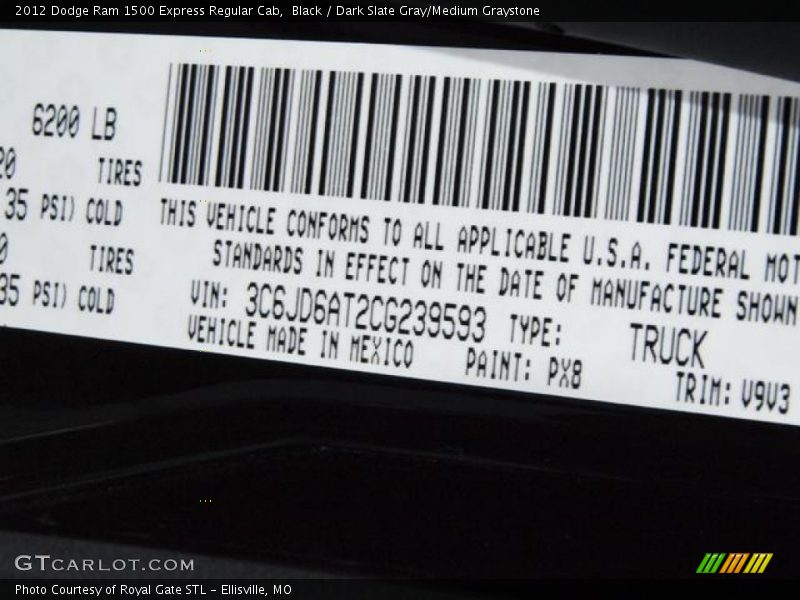 2012 Dodge Ram 1500 Express Regular Cab,  Black / Dark Slate Gray/Medium Graystone
6200 LB
20 TIRES
35 PSI) COLD
0 TIRES
35 PSI) COLD
THIS VEHICLE CONFORMS TO ALL APPLICABLE U.S.A. FEDERAL MOT
STANDARDS IN EFFECT ON THE DATE OF MANUFACTURE SHOWN
VIN: 3C6JD6AT2CG239593 TYPE: TRUCK
VEHICLE MADE IN MEXICO PAINT: PX8 TRIM: V9V3
GTCARLOT.COM
Photo Courtesy of Royal Gate STL – Ellisville, MO